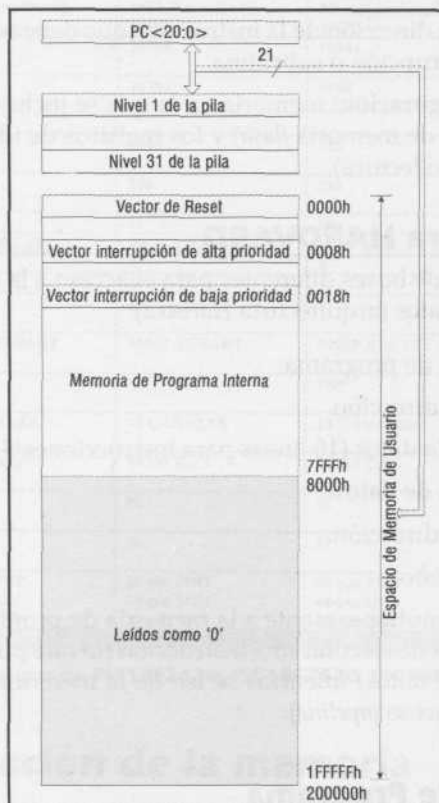 PC<20:0>
21
Nivel 1 de la pila
Nivel 31 de la pila
Vector de Reset 0000h
Vector interrupción de alta prioridad 0008h
Vector interrupción de baja prioridad 0018h
Memoria de Programa Interna
7FFFh
8000h
Espacio de Memoria de Usuario
Leídos como '0'
1FFFFFh
200000h